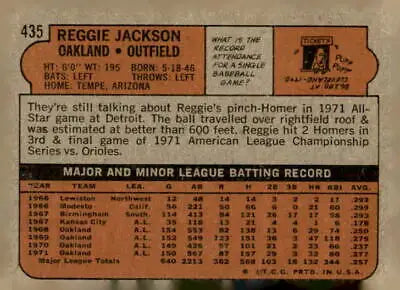 435
REGGIE JACKSON
OAKLAND • OUTFIELD
HT: 6'0" WT: 195 BORN: 5-18-46
BATS: LEFT THROWS: LEFT
HOME: TEMPE, ARIZONA
WHAT IS THE
RECORD
ATTENDANCE
FOR A SINGLE
BASEBALL
GAME?
TICKETS
PUFF
PUFF
They're still talking about Reggie's pinch-Homer in 1971 All-
Star game at Detroit. The ball travelled over rightfield roof & 
was estimated at better than 600 feet. Reggie hit 2 Homers in
3rd & final game of 1971 American League Championship
Series vs. Orioles.
MAJOR AND MINOR LEAGUE BATTING RECORD
YEAR TEAM LEA. G AB R H 2B 3B HR RBI AVG.
1966 Lewiston Northwest 12 48 14 14 3 2 2 11 .292
1966 Modesto Calif. 56 221 50 60 6 0 21 60
1967 Birmingham South. 114 413 84 17 17 58 .293
1967 Kansas City A.L. 35 118 13 21 4 4 1 6 .178
1968 Oakland A.L. 154 553 82 138 13 6 29 74 .250
1969 Oakland A.L. 152 549 123 151 36 3 47 118 .275
1970 Oakland A.L. 149 426 57 101 21 2 23 66 .237
1971 Oakland A.L. 150 567 87 157 29 3 32 80 .277
Major League Totals 640 2213 362 568 132 357
© T.C.G. PRTD. IN U.S.A.